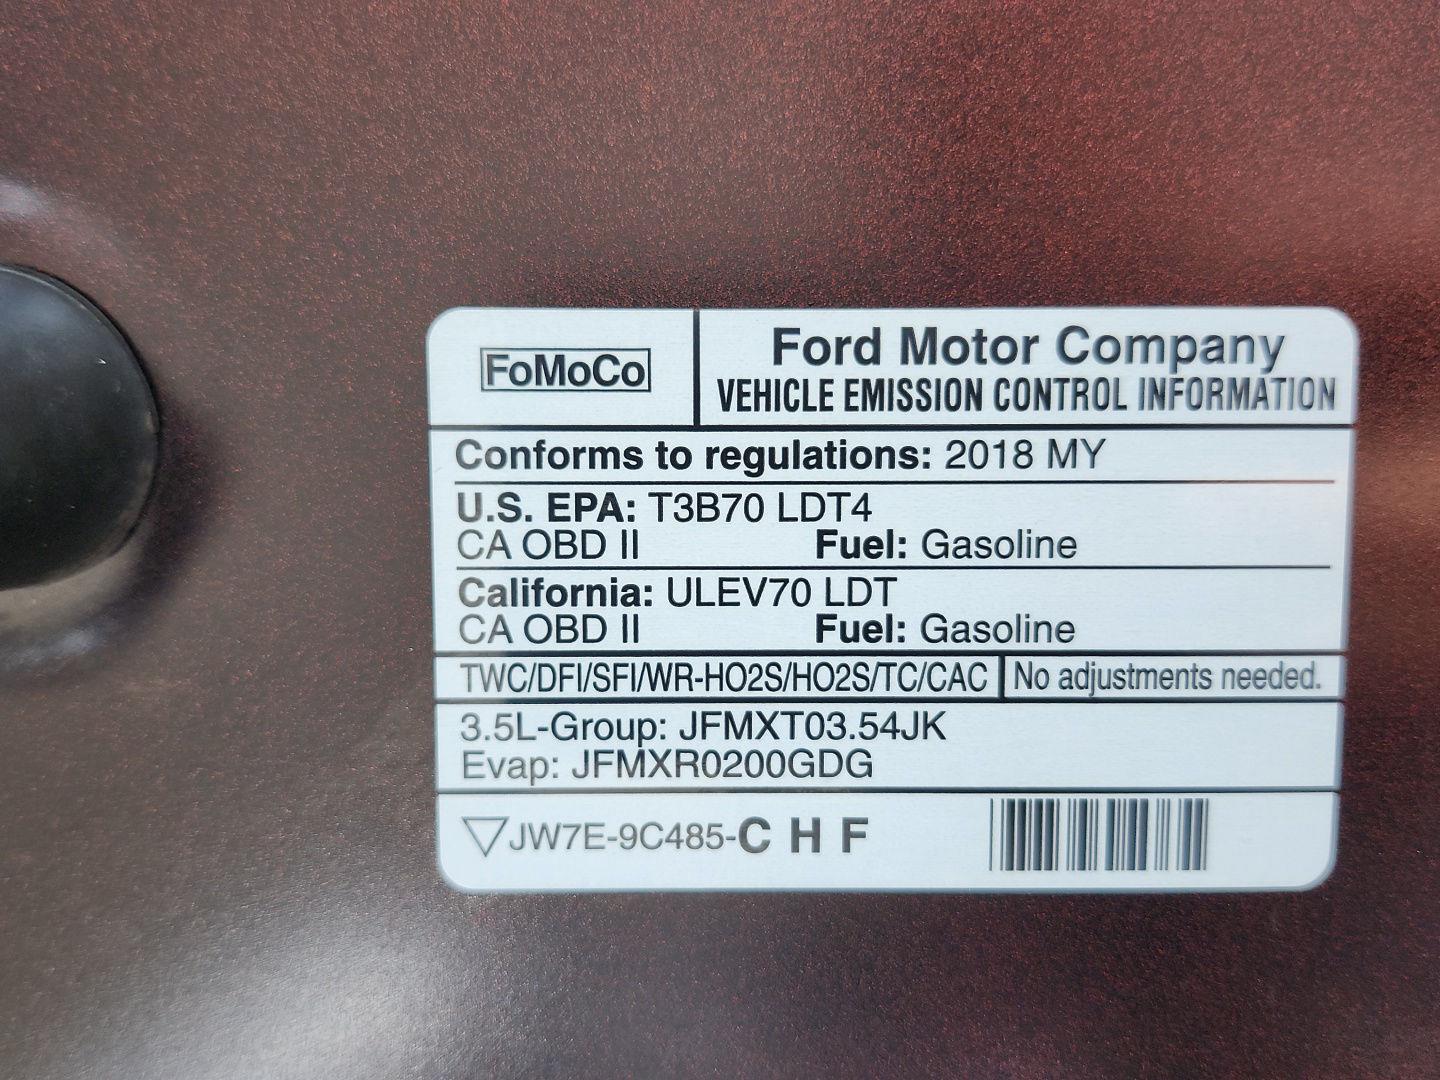 FoMoCo
Ford Motor Company
VEHICLE EMISSION CONTROL INFORMATION
Conforms to regulations: 2018 MY
U.S. EPA: T3B70 LDT4
CA OBD II Fuel: Gasoline
California: ULEV70 LDT
CA OBD II Fuel: Gasoline
TWC/DFI/SFI/WR-HO2S/HO2S/TC/CAC No adjustments needed.
3.5L-Group: JFMXT03.54JK
Evap: JFMXR0200GDG
JW7E-9C485-C H F